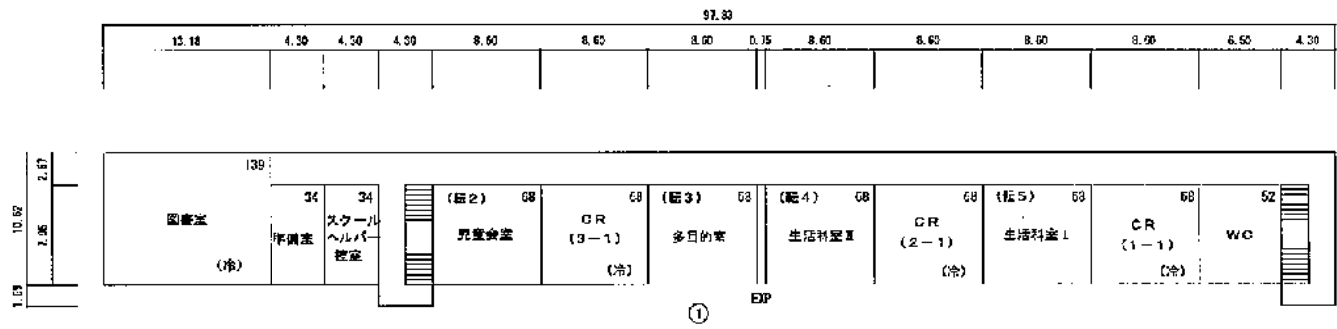 97.83
13.18 4.30 4.30 4.30 8.60 8.60 8.60 0.75 8.60 8.60 8.60 8.60 6.50 4.30
2.67
10.62
7.95
139
34 34 (転2) 68 68 (転3) 68 (転4) 68 68 (転5) 68 68 52
図書室
(冷)
準備室
スクール
ヘルパー
控室
児童会室
CR
(3-1)
(冷)
多目的室
生活科室Ⅱ
CR
(2-1)
(冷)
生活科室Ⅰ
CR
(1-1)
(冷)
WC
EXP
①